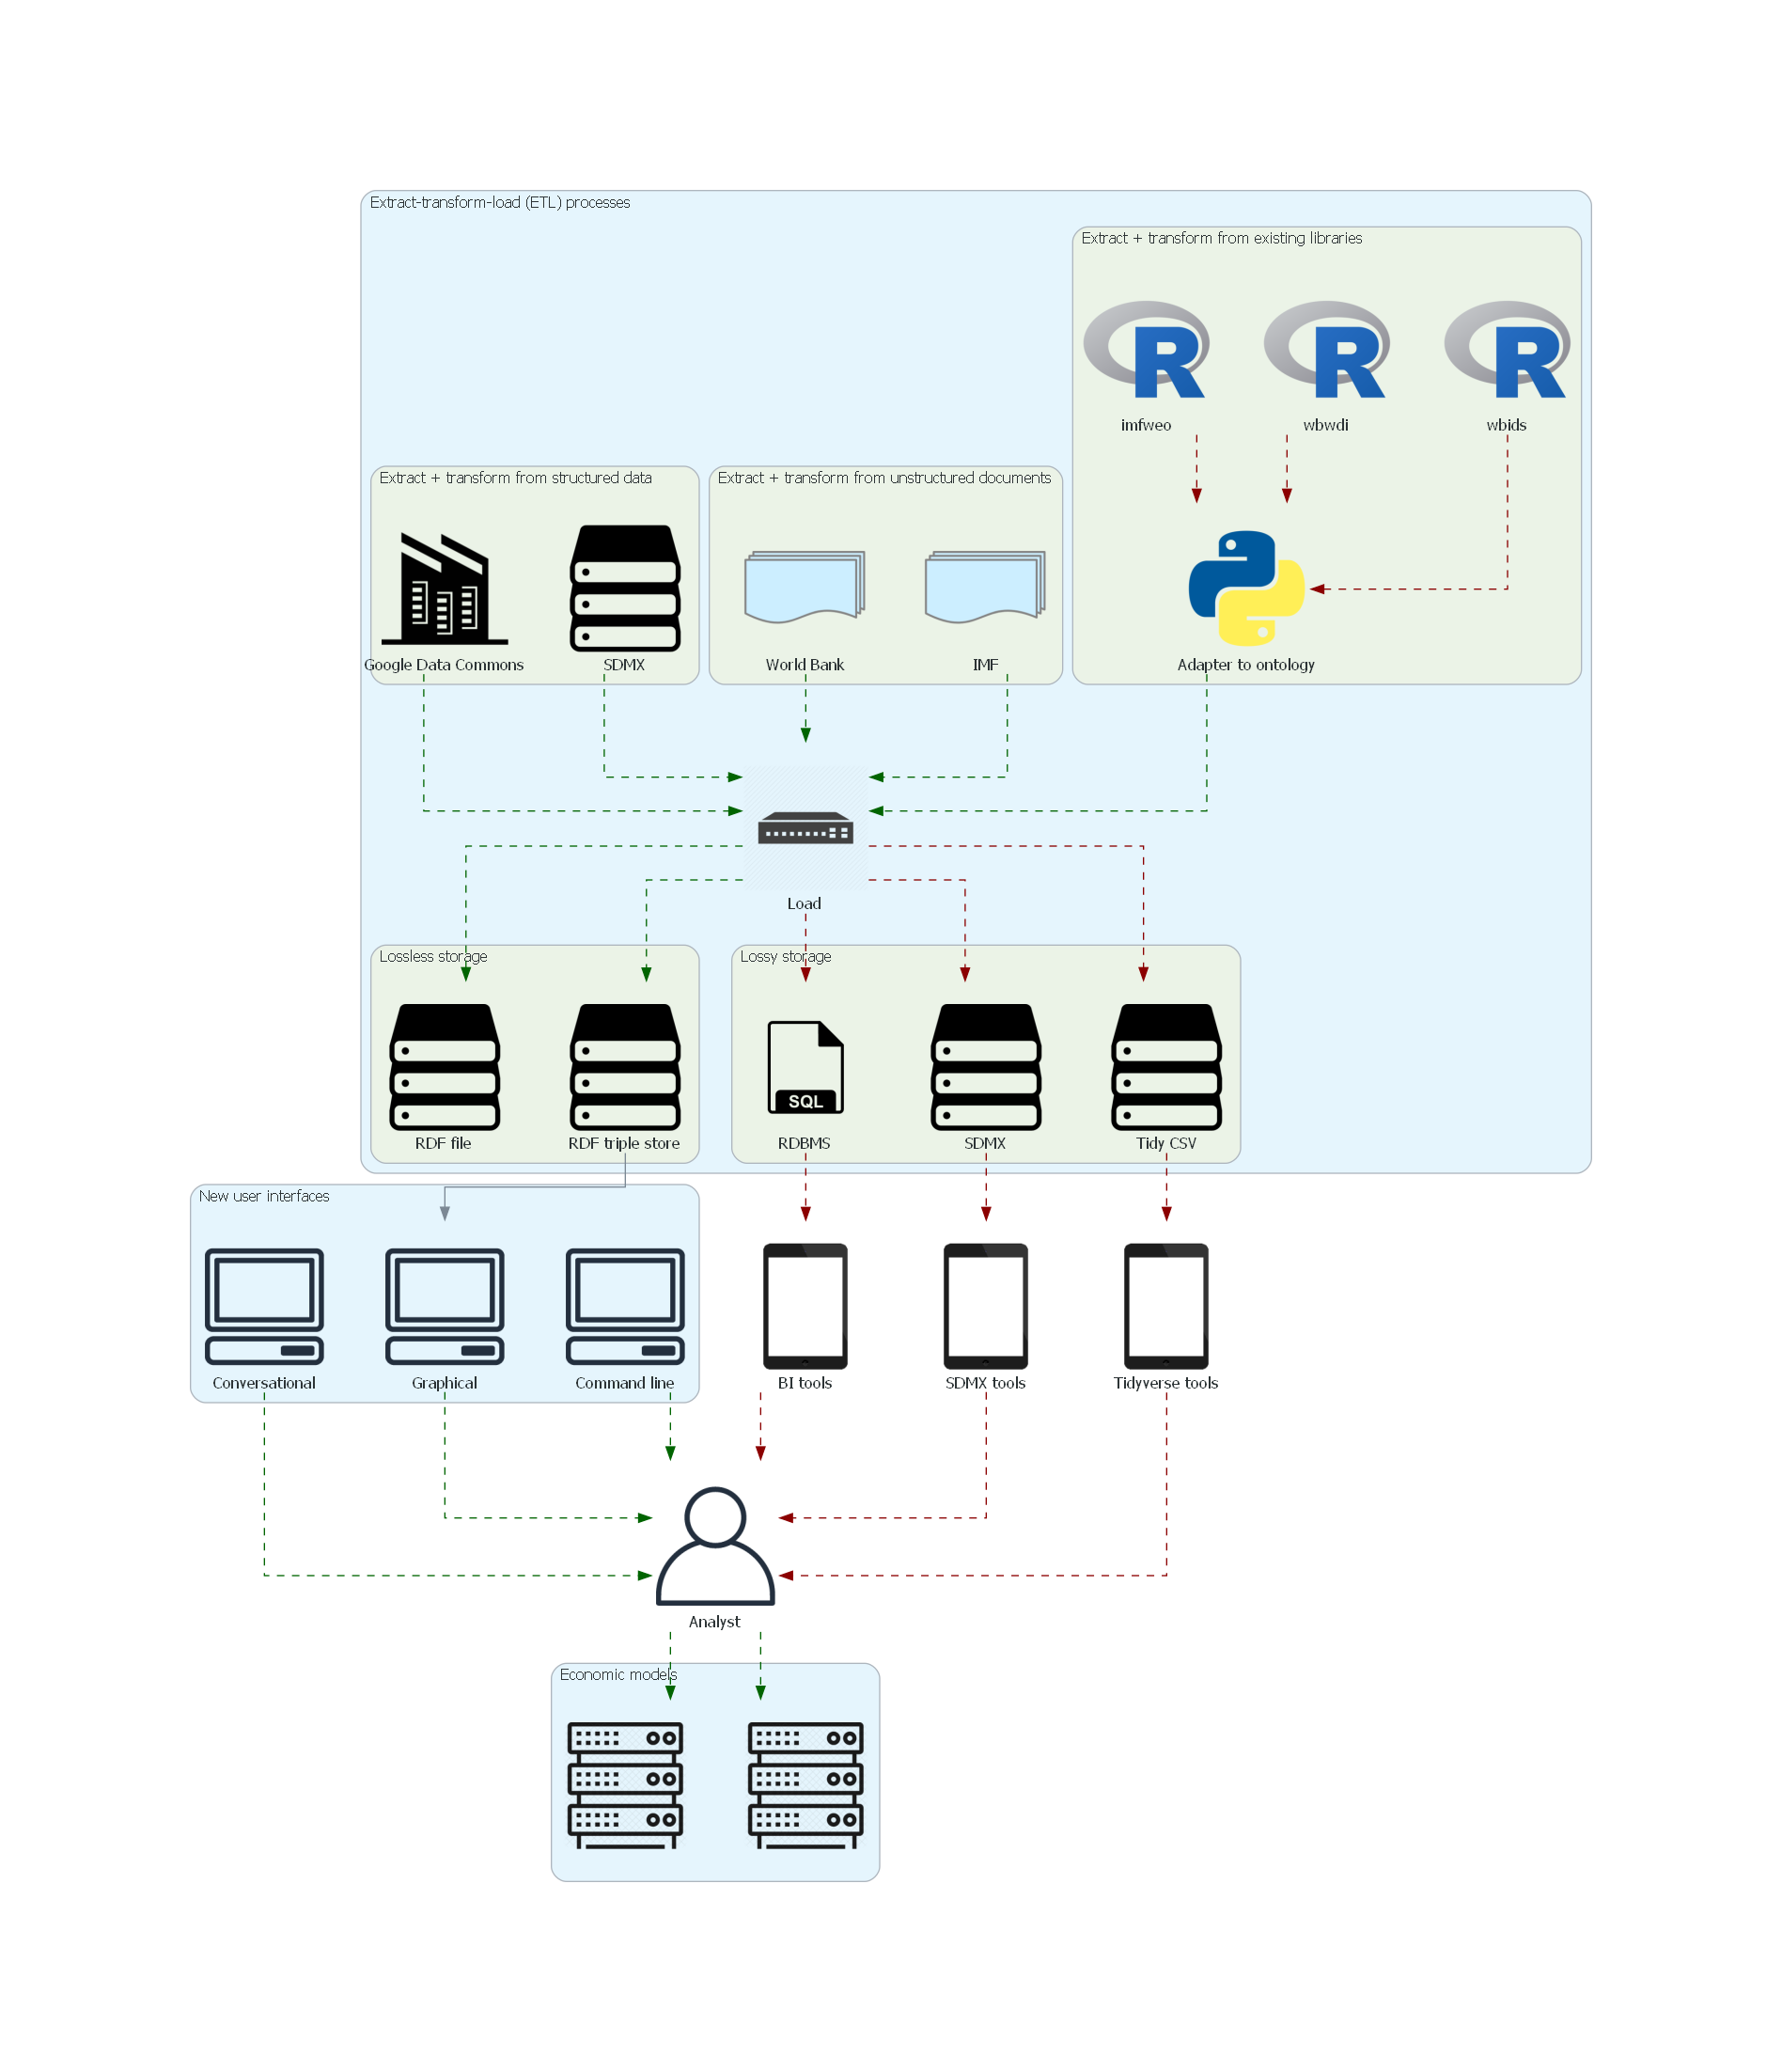 Extract-transform-load (ETL) processes
Extract + transform from existing libraries
R
R
R
imfweo
wbwdi
wbids
Extract + transform from structured data
Extract + transform from unstructured documents
Google Data Commons
SDMX
World Bank
IMF
Adapter to ontology
Load
Lossless storage
Lossy storage
SQL
RDF file
RDF triple store
RDBMS
SDMX
Tidy CSV
New user interfaces
Conversational
Graphical
Command line
BI tools
SDMX tools
Tidyverse tools
Analyst
Economic models